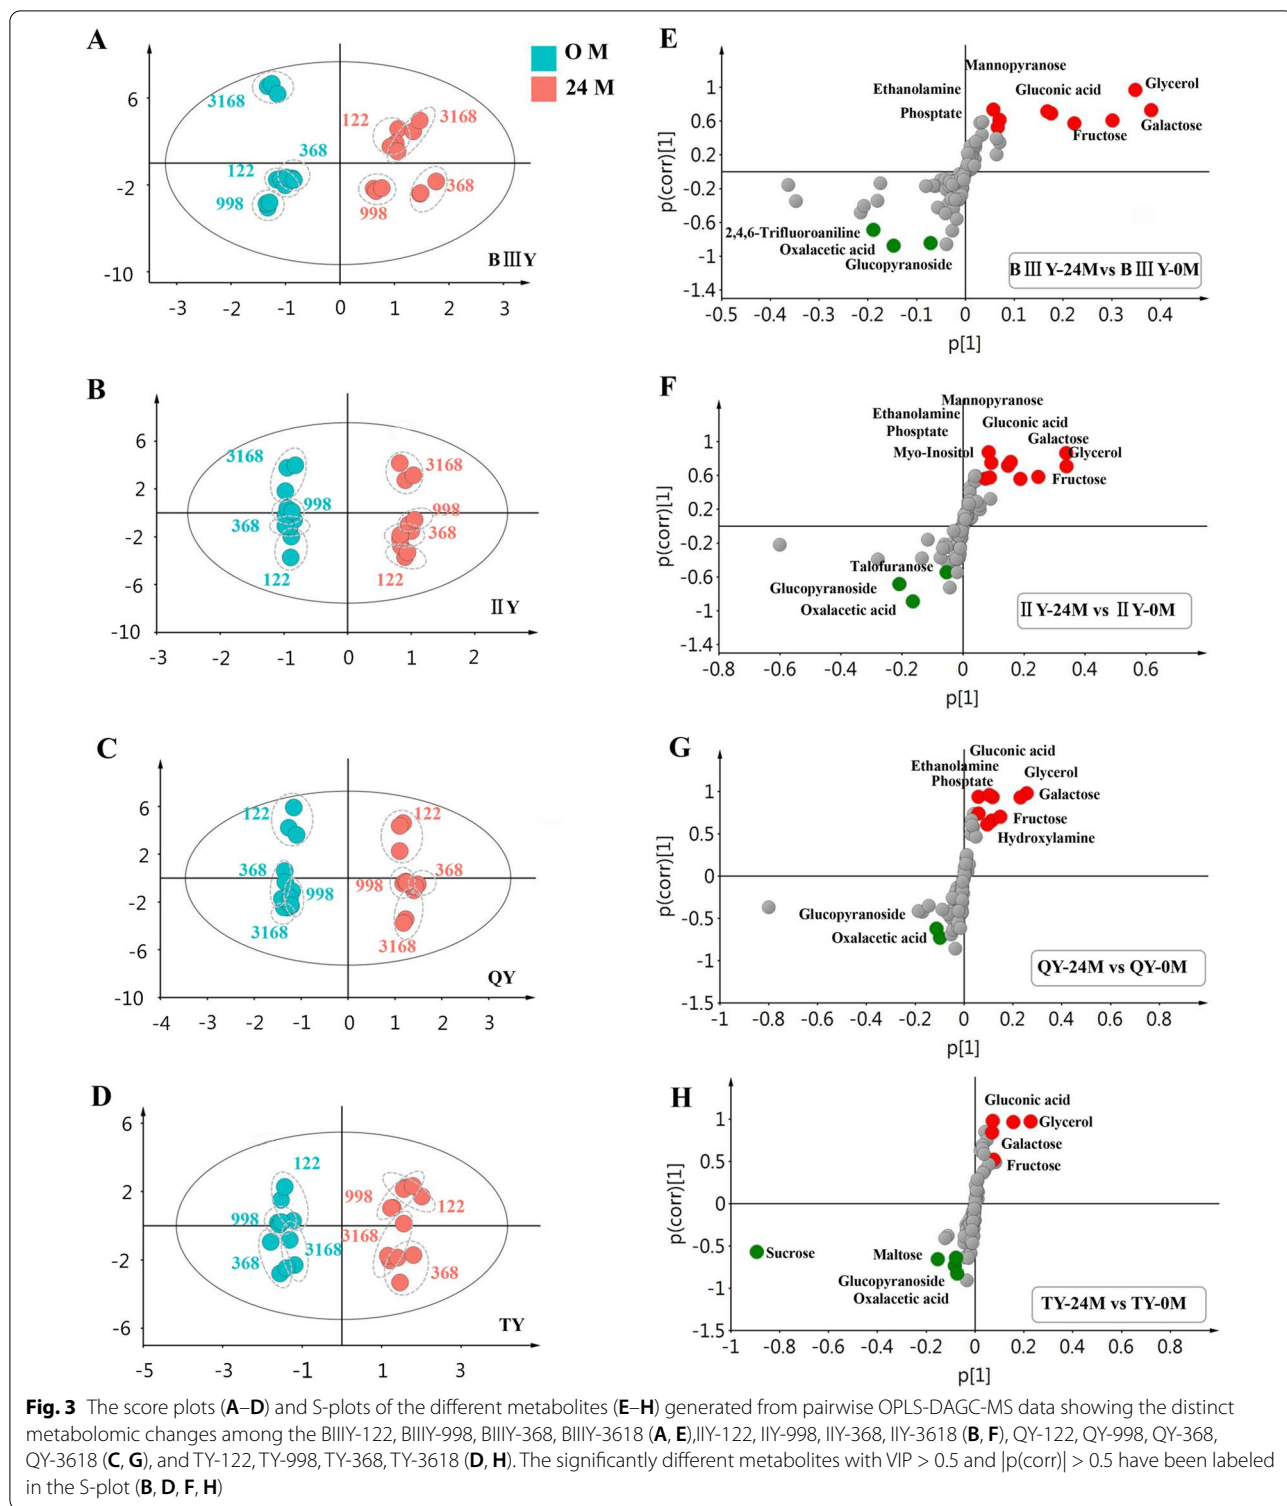 A
O M
24 M
6
-2
-10
3168
122
368
998
122
3168
998
368
BⅢY
-3 -2 -1 0 1 2 3
E
p(corr)[1]
1
0.6
0.2
-0.2
-0.6
-1
-1.4
Mannopyranose
Ethanolamine
Phosptate
Gluconic acid
Glycerol
Fructose
Galactose
2,4,6-Trifluoroaniline
Oxalacetic acid
Glucopyranoside
BⅢY-24M vs BⅢY-0M
-0.5 -0.4 -0.3 -0.2 -0.1 0 0.1 0.2 0.3 0.4
p[1]
B
6
2
-2
-6
-10
3168
998
368
122
3168
998
368
122
ⅡY
-3 -2 -1 0 1 2
F
p(corr)[1]
1
0.6
0.2
-0.2
-0.6
-1
-1.4
Mannopyranose
Ethanolamine
Phosptate
Gluconic acid
Galactose
Myo-Inositol
Glycerol
Fructose
Talofuranose
Glucopyranoside
Oxalacetic acid
ⅡY-24M vs ⅡY-0M
-0.8 -0.6 -0.4 -0.2 0 0.2 0.4 0.6
p[1]
C
6
2
-2
-6
-10
122
368
998
3168
122
368
998
3168
QY
-4 -3 -2 -1 0 1 2 3
G
p(corr)[1]
1
0.5
0
-0.5
-1
-1.5
Gluconic acid
Ethanolamine
Phosptate
Glycerol
Galactose
Fructose
Hydroxylamine
Glucopyranoside
Oxalacetic acid
QY-24M vs QY-0M
-1 -0.8 -0.6 -0.4 -0.2 0 0.2 0.4 0.6 0.8
p[1]
D
6
2
-2
-6
122
998
368
3168
998
122
3168
368
TY
-5 -3 -1 1 3
H
p(corr)[1]
1
0.5
0
-0.5
-1
-1.5
Gluconic acid
Glycerol
Galactose
Fructose
Sucrose
Maltose
Glucopyranoside
Oxalacetic acid
TY-24M vs TY-0M
-1 -0.8 -0.6 -0.4 -0.2 0 0.2 0.4 0.6 0.8
p[1]
Fig. 3 The score plots (A–D) and S-plots of the different metabolites (E–H) generated from pairwise OPLS-DAGC-MS data showing the distinct
metabolomic changes among the BIIIY-122, BIIIY-998, BIIIY-368, BIIIY-3618 (A, E),IIY-122, IIY-998, IIY-368, IIY-3618 (B, F), QY-122, QY-998, QY-368,
QY-3618 (C, G), and TY-122, TY-998, TY-368, TY-3618 (D, H). The significantly different metabolites with VIP > 0.5 and |p(corr)| > 0.5 have been labeled
in the S-plot (B, D, F, H)